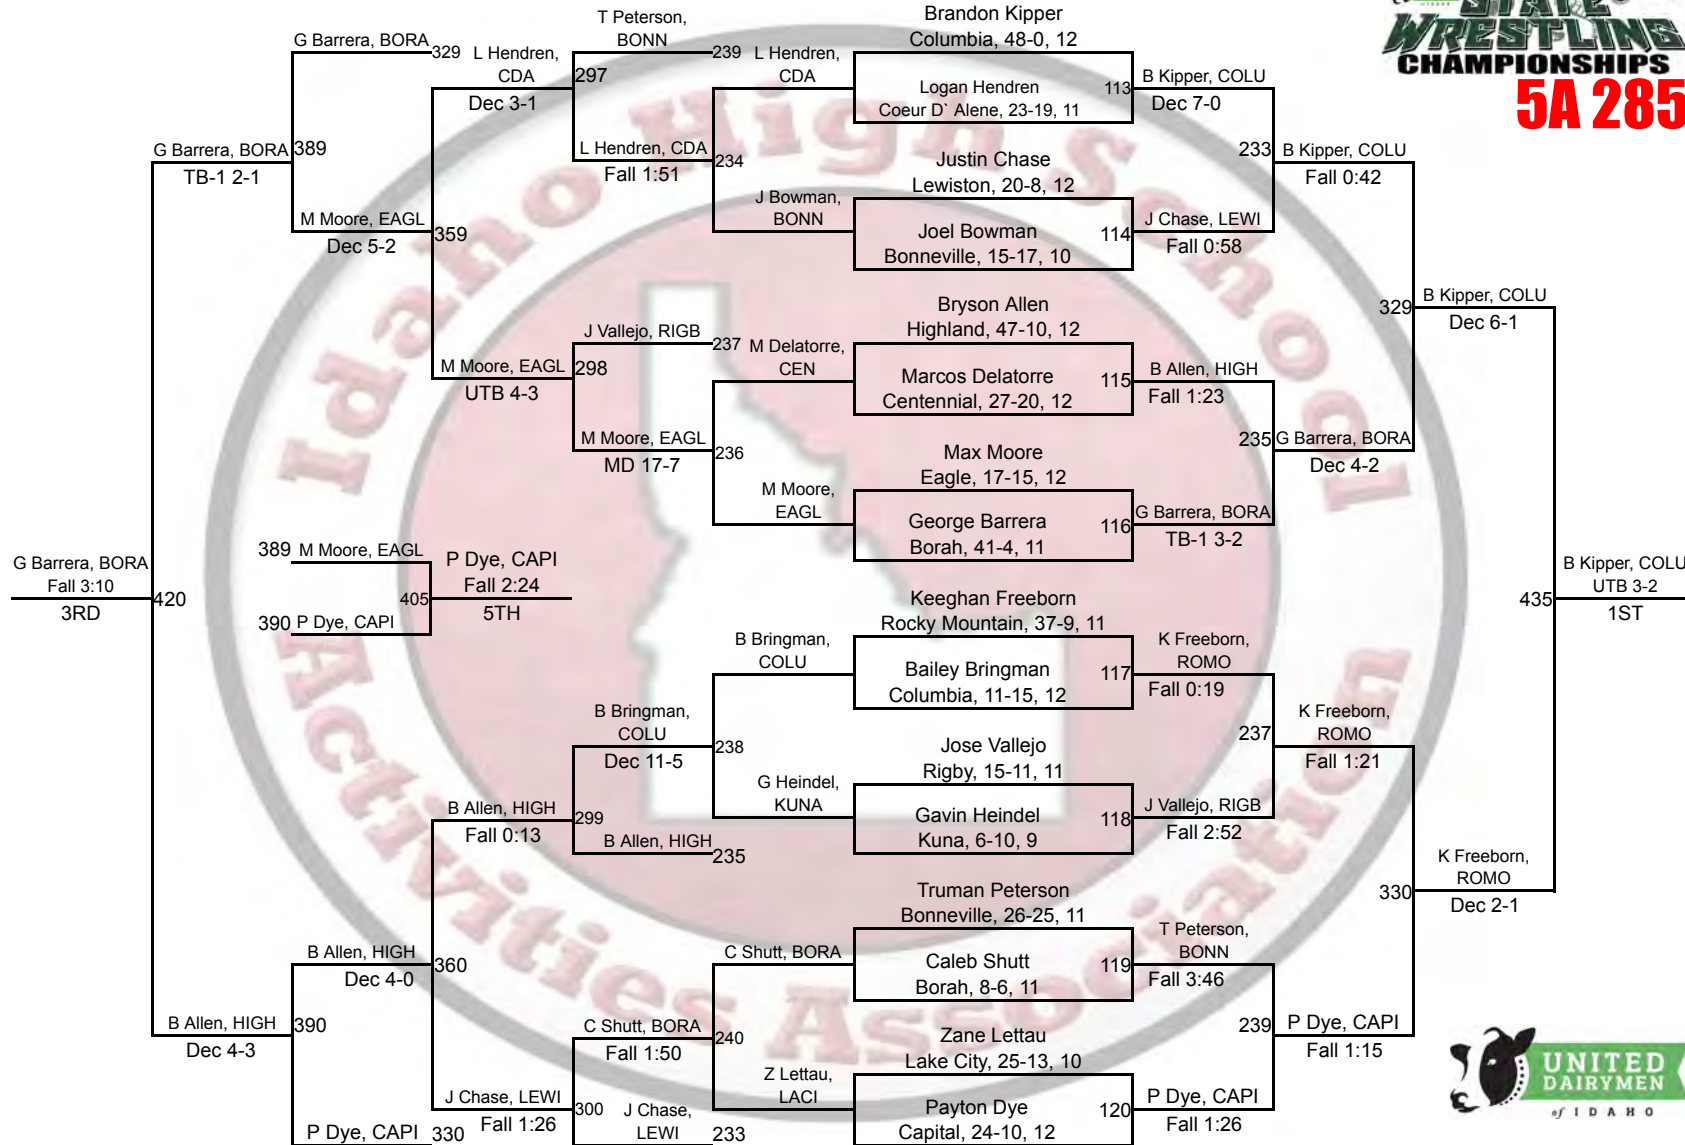 STATE
WRESTLING
CHAMPIONSHIPS
5A 285
Idaho High School
Activities Association
G Barrera, BORA
329
M Moore, EAGL
Dec 5-2
389
G Barrera, BORA
TB-1 2-1
L Hendren,
CDA
Dec 3-1
297
T Peterson,
BONN
239
L Hendren, CDA
Fall 1:51
234
L Hendren,
CDA
J Bowman,
BONN
359
M Moore, EAGL
UTB 4-3
298
J Vallejo, RIGB
237
M Moore, EAGL
MD 17-7
236
M Delatorre,
CEN
M Moore,
EAGL
Brandon Kipper
Columbia, 48-0, 12
Logan Hendren
Coeur D` Alene, 23-19, 11
113
B Kipper, COLU
Dec 7-0
Justin Chase
Lewiston, 20-8, 12
Joel Bowman
Bonneville, 15-17, 10
114
J Chase, LEWI
Fall 0:58
233
B Kipper, COLU
Fall 0:42
Bryson Allen
Highland, 47-10, 12
Marcos Delatorre
Centennial, 27-20, 12
115
B Allen, HIGH
Fall 1:23
Max Moore
Eagle, 17-15, 12
George Barrera
Borah, 41-4, 11
116
G Barrera, BORA
TB-1 3-2
235
G Barrera, BORA
Dec 4-2
329
B Kipper, COLU
Dec 6-1
G Barrera, BORA
Fall 3:10
3RD
420
389
M Moore, EAGL
390
P Dye, CAPI
405
P Dye, CAPI
Fall 2:24
5TH
435
B Kipper, COLU
UTB 3-2
1ST
Keeghan Freeborn
Rocky Mountain, 37-9, 11
Bailey Bringman
Columbia, 11-15, 12
117
K Freeborn,
ROMO
Fall 0:19
Jose Vallejo
Rigby, 15-11, 11
Gavin Heindel
Kuna, 6-10, 9
118
J Vallejo, RIGB
Fall 2:52
237
K Freeborn,
ROMO
Fall 1:21
B Bringman,
COLU
G Heindel,
KUNA
238
B Bringman,
COLU
Dec 11-5
B Allen, HIGH
235
299
B Allen, HIGH
Fall 0:13
Truman Peterson
Bonneville, 26-25, 11
Caleb Shutt
Borah, 8-6, 11
119
T Peterson,
BONN
Fall 3:46
Zane Lettau
Lake City, 25-13, 10
Payton Dye
Capital, 24-10, 12
120
P Dye, CAPI
Fall 1:26
239
P Dye, CAPI
Fall 1:15
330
K Freeborn,
ROMO
Dec 2-1
C Shutt, BORA
Z Lettau,
LACI
240
C Shutt, BORA
Fall 1:50
J Chase,
LEWI
233
300
J Chase, LEWI
Fall 1:26
360
B Allen, HIGH
Dec 4-0
P Dye, CAPI
330
390
B Allen, HIGH
Dec 4-3
UNITED
DAIRYMEN
of IDAHO